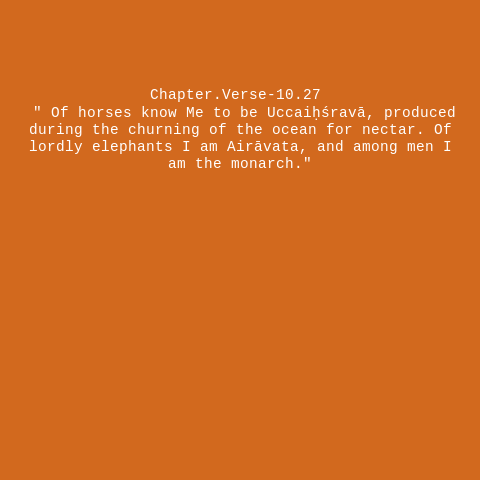 Chapter.Verse-10.27
" Of horses know Me to be Uccaiḥśravā, produced
during the churning of the ocean for nectar. Of
lordly elephants I am Airāvata, and among men I
am the monarch."